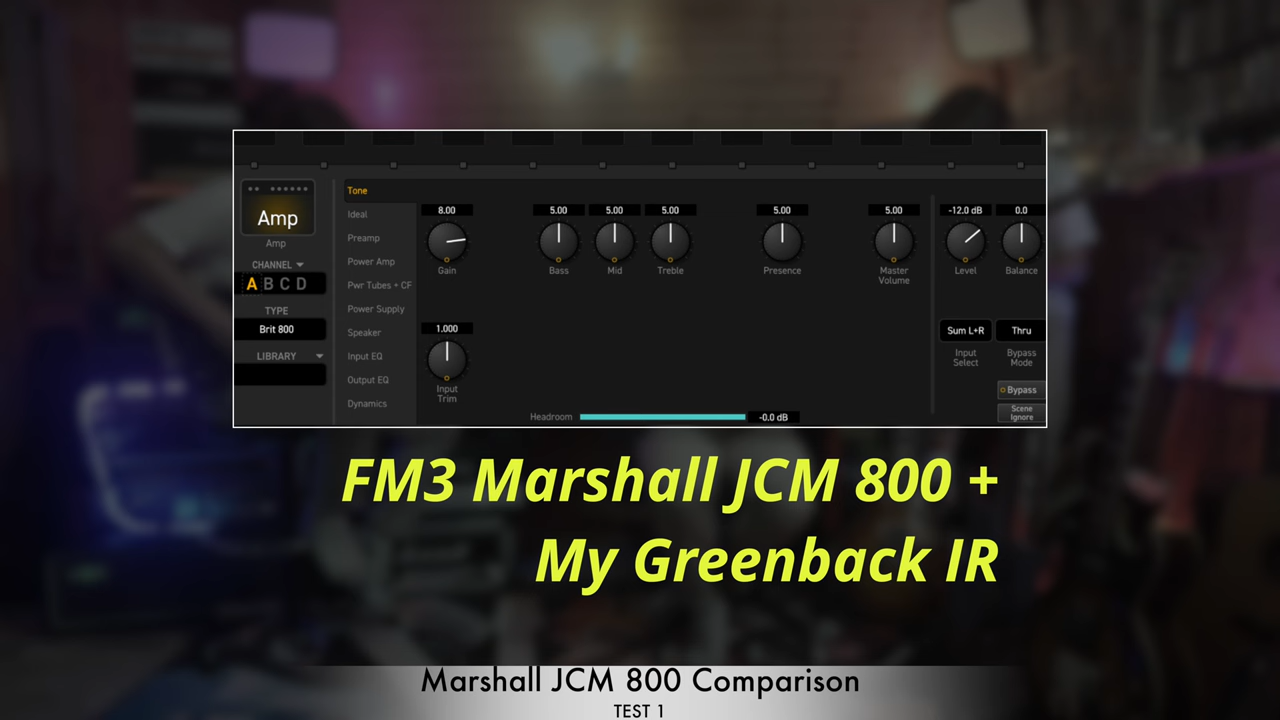 Amp
Amp
CHANNEL
A B C D
TYPE
Brit 800
LIBRARY
Tone
Ideal
Preamp
Power Amp
Pwr Tubes + CF
Power Supply
Speaker
Input EQ
Output EQ
Dynamics
8.00
Gain
5.00
Bass
5.00
Mid
5.00
Treble
5.00
Presence
5.00
Master
Volume
-12.0 dB
Level
0.0
Balance
1.000
Input
Trim
Sum L+R
Input
Select
Thru
Bypass
Mode
Bypass
Scene
Ignore
Headroom
-0.0 dB
FM3 Marshall JCM 800 +
My Greenback IR
Marshall JCM 800 Comparison
TEST 1